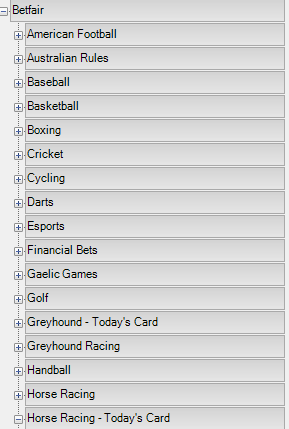 Betfair
American Football
Australian Rules
Baseball
Basketball
Boxing
Cricket
Cycling
Darts
Esports
Financial Bets
Gaelic Games
Golf
Greyhound - Today's Card
Greyhound Racing
Handball
Horse Racing
Horse Racing - Today's Card